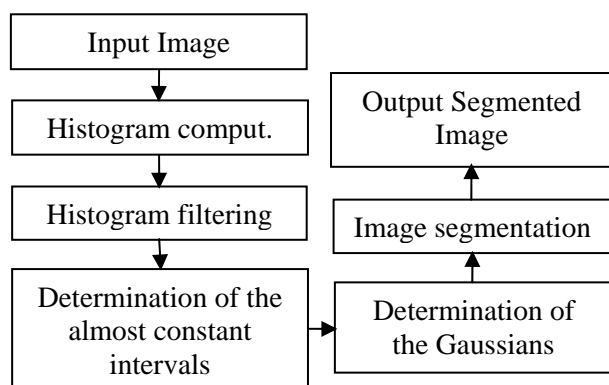 Input Image
Histogram comput.
Histogram filtering
Determination of the
almost constant
intervals
Determination of
the Gaussians
Image segmentation
Output Segmented
Image